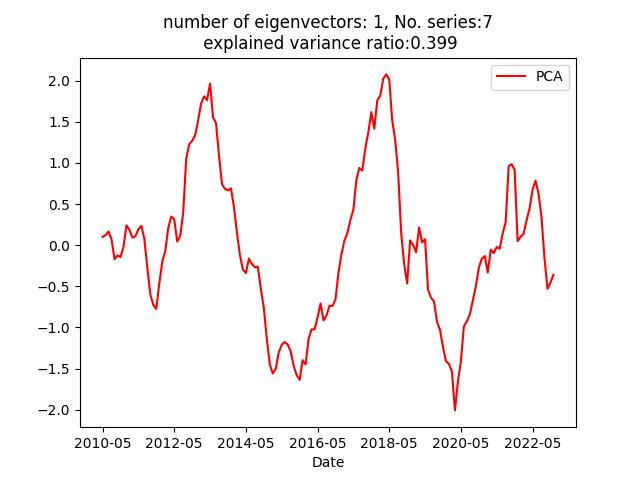 number of eigenvectors: 1, No. series:7
explained variance ratio:0.399
PCA
2.0
1.5
1.0
0.5
0.0
−0.5
−1.0
−1.5
−2.0
2010-05 2012-05 2014-05 2016-05 2018-05 2020-05 2022-05
Date